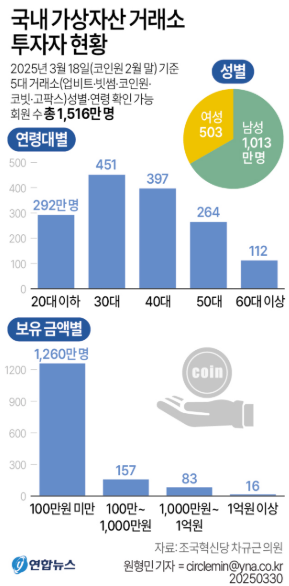 국내 가상자산 거래소
투자자 현황
2025년 3월 18일(코인원 2월 말) 기준
5대 거래소(업비트·빗썸·코인원·
코빗·고팍스)성별·연령 확인 가능
회원 수 총 1,516만 명
성별
여성
503
남성
1,013
만 명
연령대별
500
400
300
200
100
0
292만 명
451
397
264
112
20대 이하
30대
40대
50대
60대 이상
보유 금액별
1200
900
600
300
0
1,260만 명
157
83
16
coin
100만원 미만
100만~
1,000만원
1,000만원~
1억원
1억원 이상
자료: 조국혁신당 차규근 의원
연합뉴스
원형민 기자 = circlemin@yna.co.kr
20250330